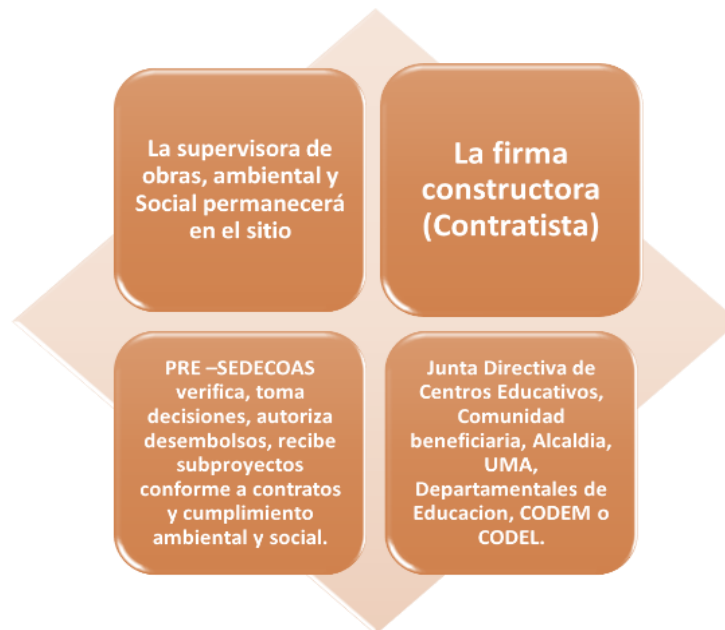 La supervisora de
obras, ambiental y
Social permanecerá
en el sitio
La firma
constructora
(Contratista)
PRE –SEDECOAS
verifica, toma
decisiones, autoriza
desembolsos, recibe
subproyectos
conforme a contratos
y cumplimiento
ambiental y social.
Junta Directiva de
Centros Educativos,
Comunidad
beneficiaria, Alcaldia,
UMA,
Departamentales de
Educacion, CODEM o
CODEL.